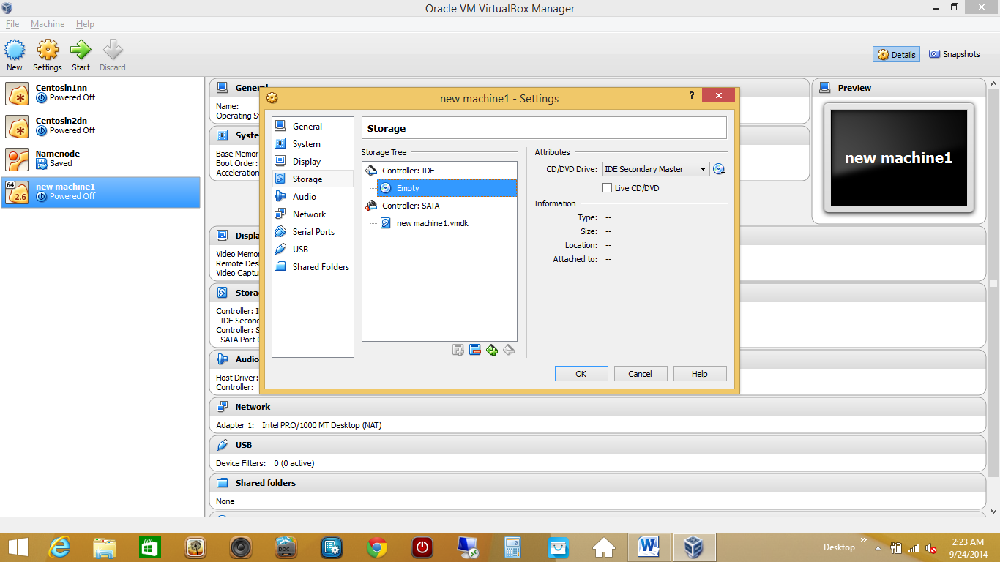 Oracle VM VirtualBox Manager
File Machine Help
New Settings Start Discard
Details Snapshots
Centosln1nn
Powered Off
Centosln2dn
Powered Off
Namenode
Saved
64
2.6
new machine1
Powered Off
General
Name:
Operating Sy
Syste
Base Memor
Boot Order:
Acceleration
Displa
Video Memo
Remote Des
Video Captu
Stora
Controller: I
IDE Secon
Controller: S
SATA Port (
Audio
Host Driver:
Controller:
Network
Adapter 1: Intel PRO/1000 MT Desktop (NAT)
USB
Device Filters: 0 (0 active)
Shared folders
None
Preview
new machine1
new machine1 - Settings
?
General
System
Display
Storage
Audio
Network
Serial Ports
USB
Shared Folders
Storage
Storage Tree
Controller: IDE
Empty
Controller: SATA
new machine1.vmdk
Attributes
CD/DVD Drive: IDE Secondary Master
Live CD/DVD
Information
Type: --
Size: --
Location: --
Attached to: --
OK Cancel Help
DOC
Desktop
2:23 AM
9/24/2014